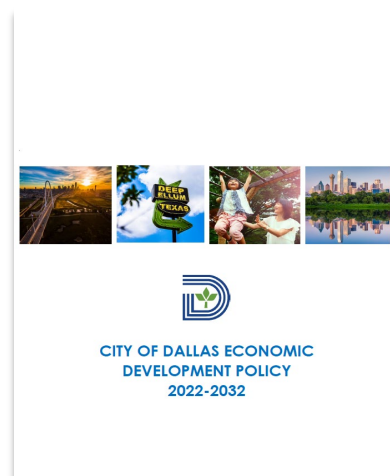 DEEP
ELLUM
TEXAS
CITY OF DALLAS ECONOMIC
DEVELOPMENT POLICY
2022-2032